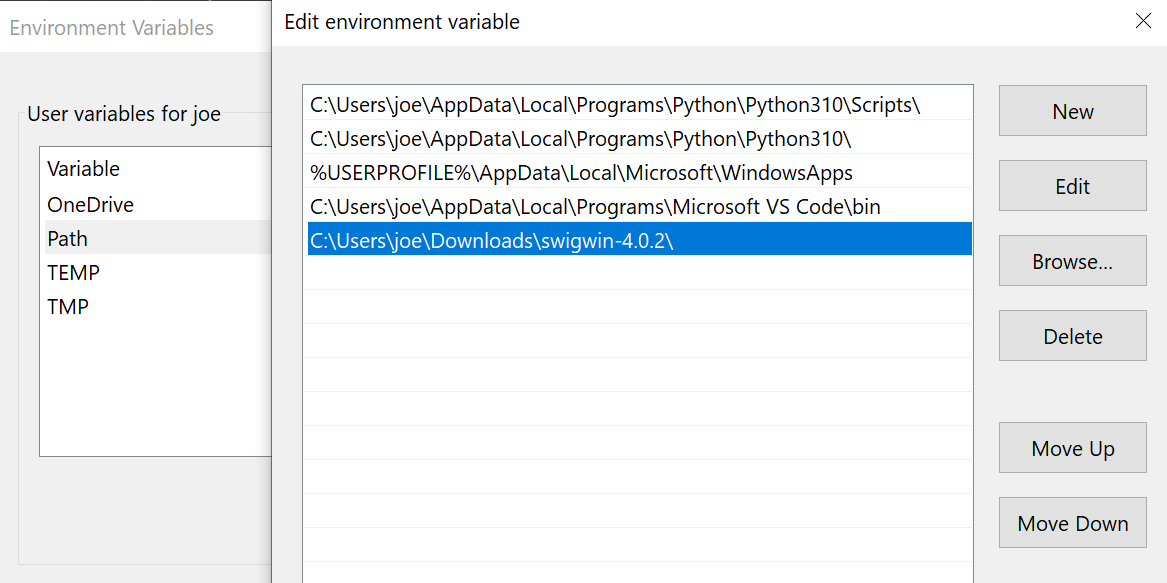 Environment Variables
Edit environment variable
User variables for joe
Variable
OneDrive
Path
TEMP
TMP
C:\Users\joe\AppData\Local\Programs\Python\Python310\Scripts\
C:\Users\joe\AppData\Local\Programs\Python\Python310\
%USERPROFILE%\AppData\Local\Microsoft\WindowsApps
C:\Users\joe\AppData\Local\Programs\Microsoft VS Code\bin
C:\Users\joe\Downloads\swigwin-4.0.2\
New
Edit
Browse...
Delete
Move Up
Move Down